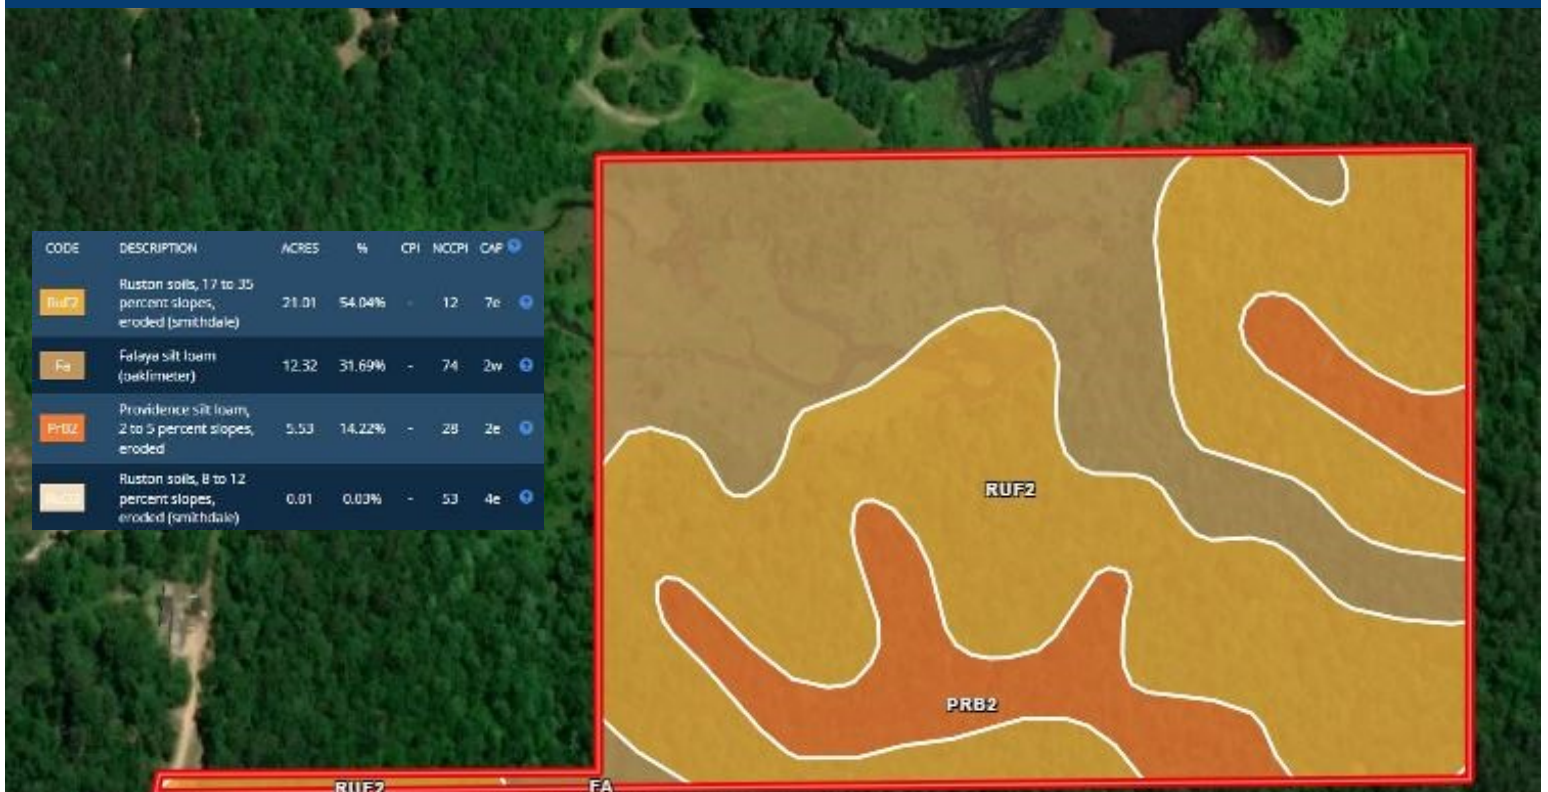 CODE DESCRIPTION ACRES % CPI NCCPI CAP ?
Ruston soils, 17 to 35
RuF2 percent slopes, 21.01 54.04% - 12 7e ?
eroded (smithdale)
Falaya silt loam
Fa 12.32 31.69% - 74 2w ?
(oaklimeter)
Providence silt loam,
PrB2 2 to 5 percent slopes, 5.53 14.22% - 28 2e ?
eroded
Ruston soils, 8 to 12
percent slopes, 0.01 0.03% - 53 4e ?
eroded (smithdale)
RUF2
PRB2
RUF2
FA